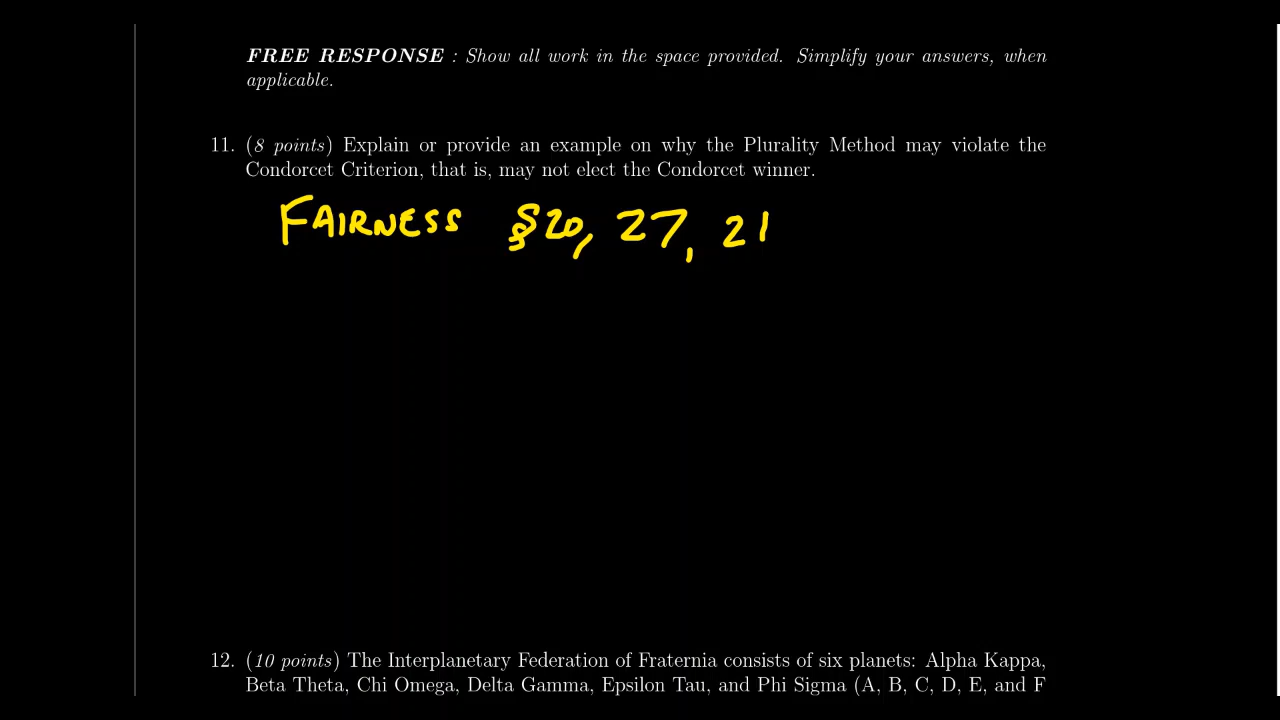 FREE RESPONSE : Show all work in the space provided. Simplify your answers, when
applicable.
11. (8 points) Explain or provide an example on why the Plurality Method may violate the
Condorcet Criterion, that is, may not elect the Condorcet winner.
FAIRNESS §20, 27, 21
12. (10 points) The Interplanetary Federation of Fraternia consists of six planets: Alpha Kappa,
Beta Theta, Chi Omega, Delta Gamma, Epsilon Tau, and Phi Sigma (A, B, C, D, E, and F